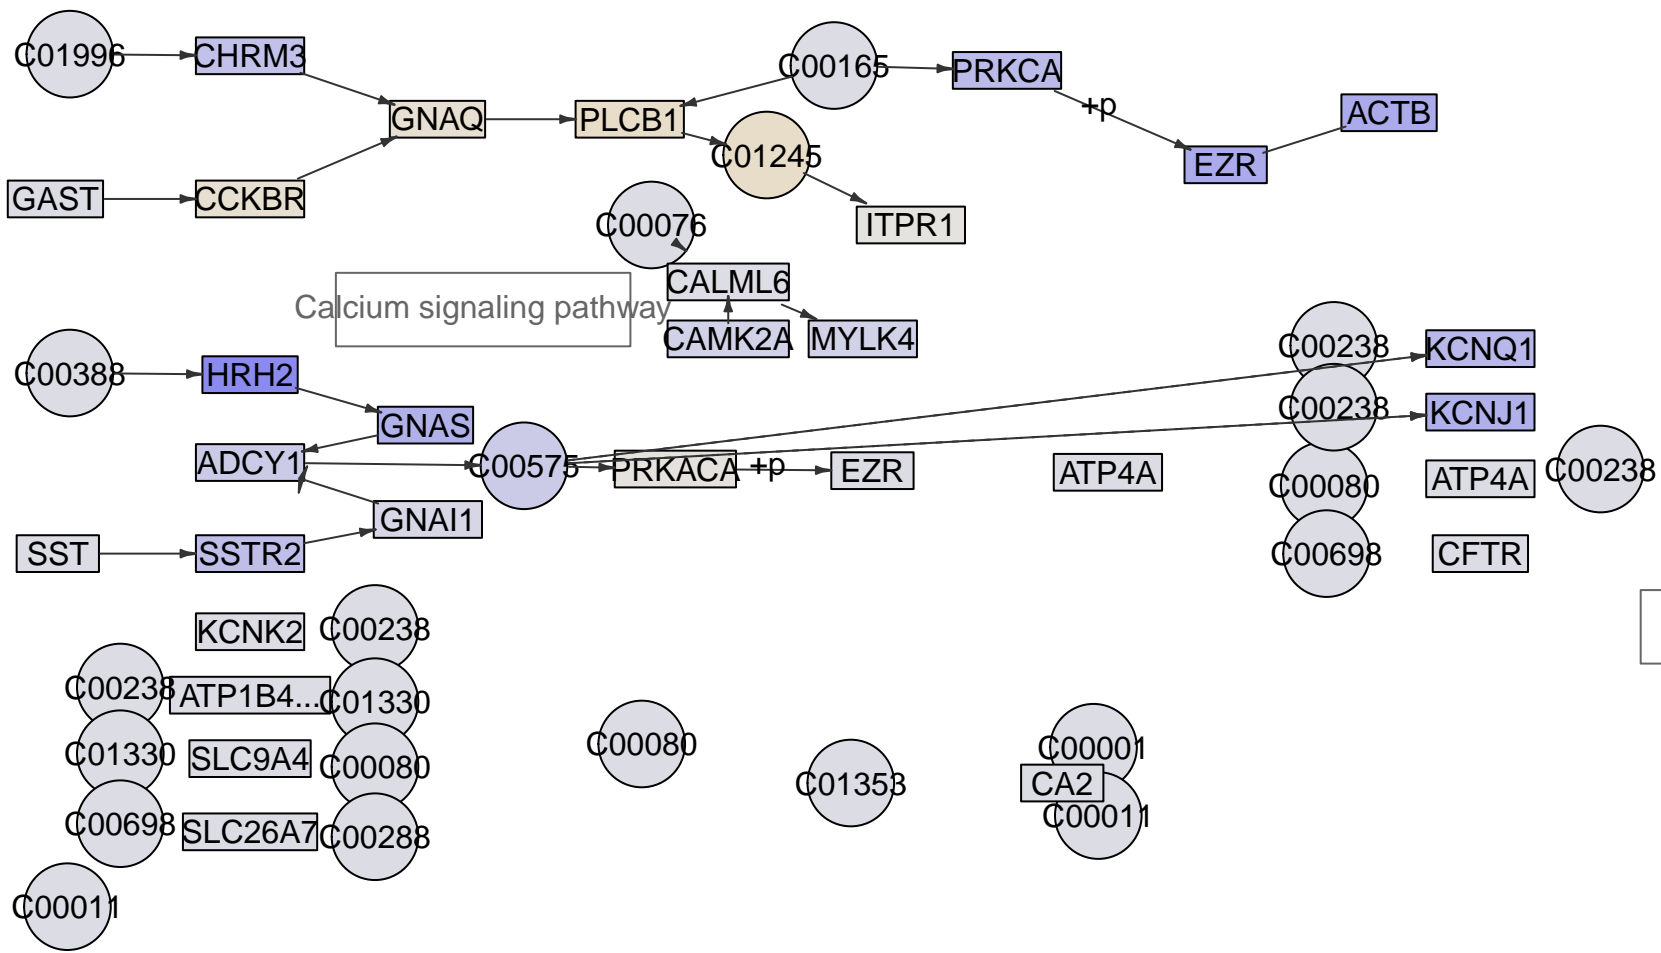 C01996
CHRM3
C00165
PRKCA
+p
ACTB
GNAQ
PLCB1
C01245
EZR
GAST
CCKBR
C00076
ITPR1
CALML6
Calcium signaling pathway
CAMK2A
MYLK4
C00238
KCNQ1
C00388
HRH2
GNAS
C00238
KCNJ1
ADCY1
C00575
PRKACA
+p
EZR
ATP4A
C00080
ATP4A
C00238
GNAI1
SST
SSTR2
C00698
CFTR
KCNK2
C00238
C00238
ATP1B4...
C01330
C01330
SLC9A4
C00080
C00080
C01353
C00001
CA2
C00011
C00698
SLC26A7
C00288
C00011